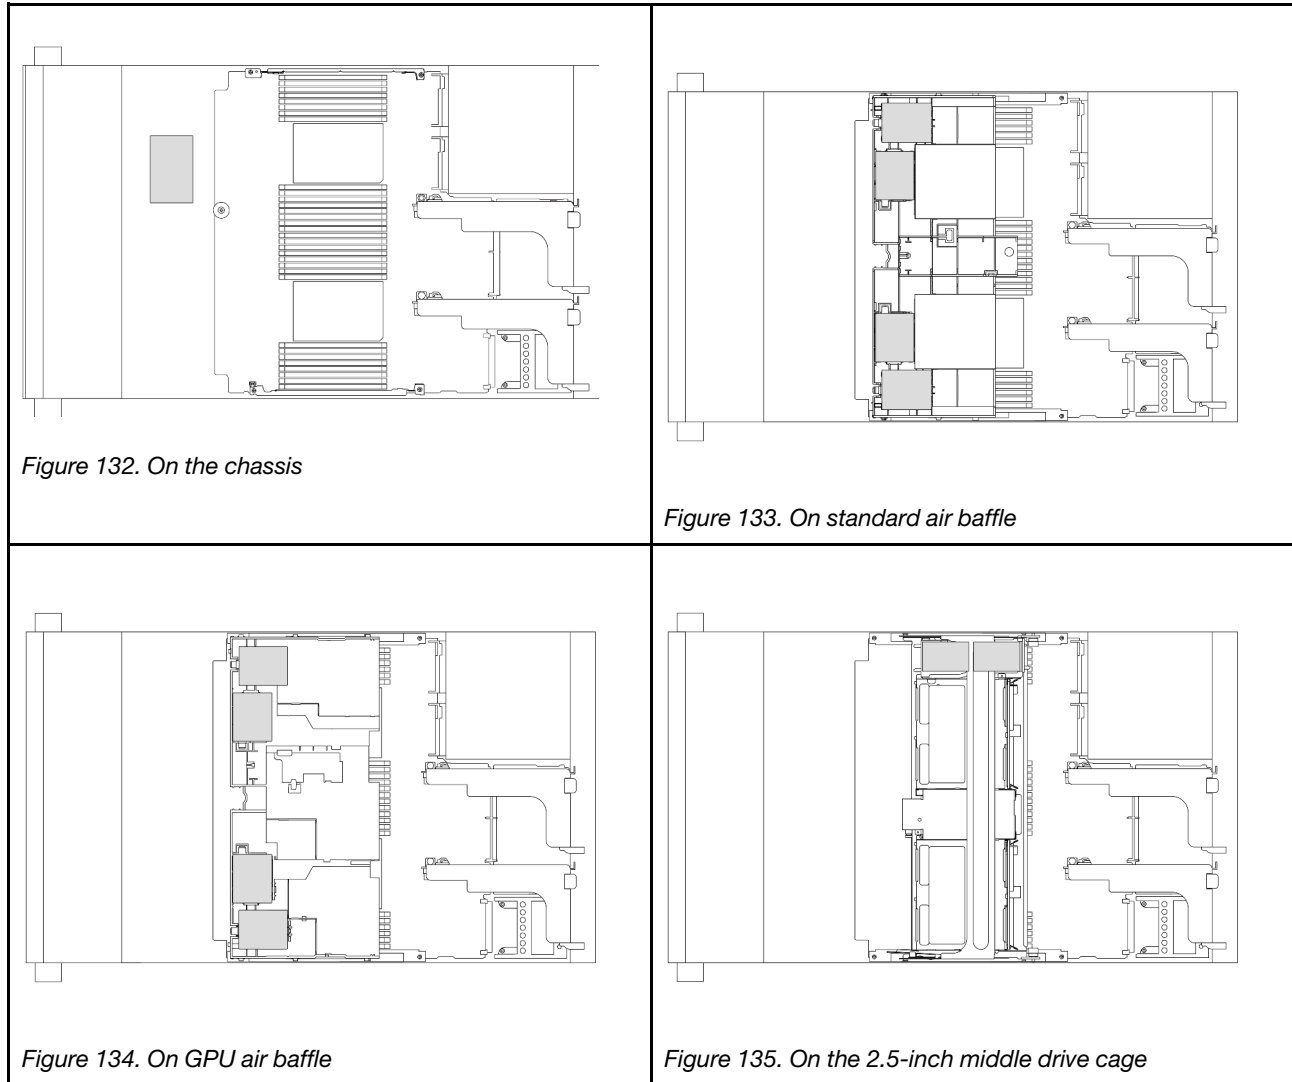 Figure 132. On the chassis
Figure 133. On standard air baffle
Figure 134. On GPU air baffle
Figure 135. On the 2.5-inch middle drive cage